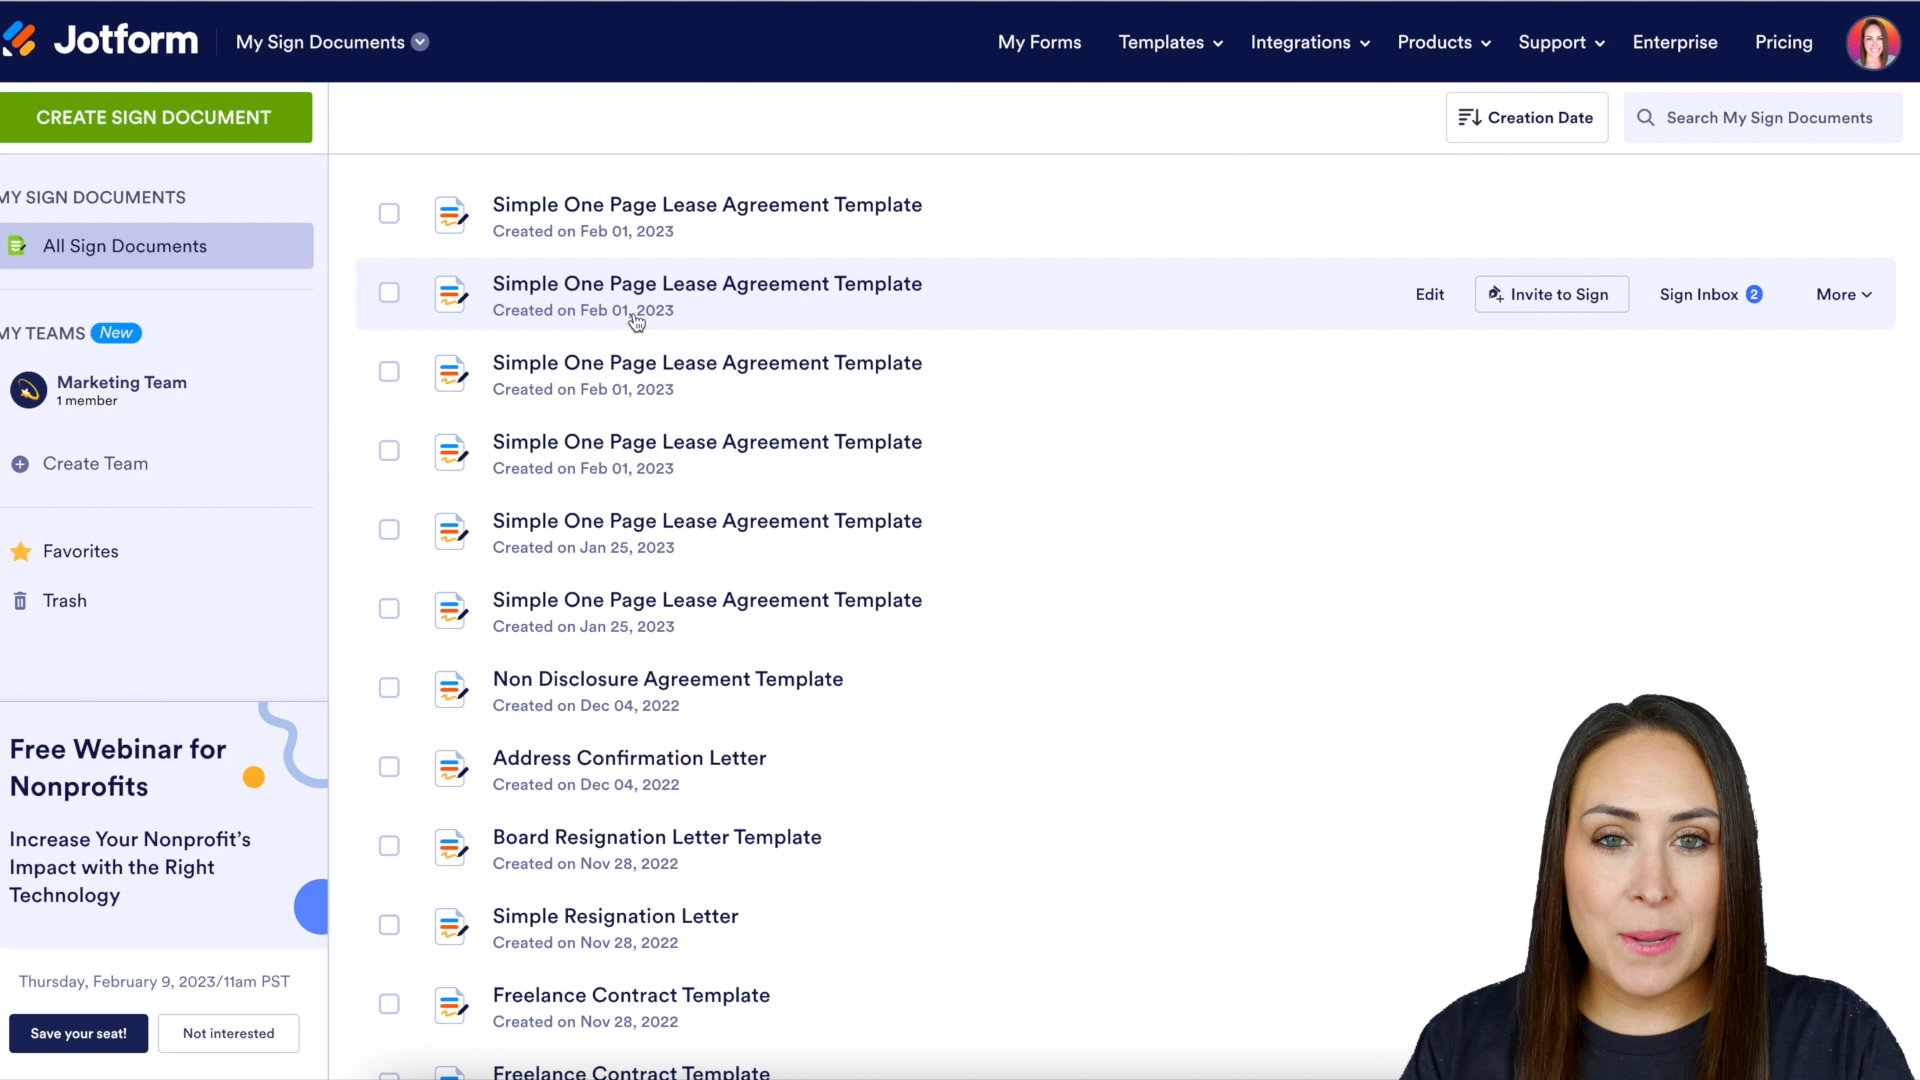 Jotform
My Sign Documents
My Forms
Templates
Integrations
Products
Support
Enterprise
Pricing
CREATE SIGN DOCUMENT
Creation Date
Search My Sign Documents
MY SIGN DOCUMENTS
All Sign Documents
MY TEAMS New
Marketing Team
1 member
Create Team
Favorites
Trash
Free Webinar for
Nonprofits
Increase Your Nonprofit's
Impact with the Right
Technology
Thursday, February 9, 2023/11am PST
Save your seat!
Not interested
Simple One Page Lease Agreement Template
Created on Feb 01, 2023
Simple One Page Lease Agreement Template
Created on Feb 01, 2023
Edit
Invite to Sign
Sign Inbox 2
More
Simple One Page Lease Agreement Template
Created on Feb 01, 2023
Simple One Page Lease Agreement Template
Created on Feb 01, 2023
Simple One Page Lease Agreement Template
Created on Jan 25, 2023
Simple One Page Lease Agreement Template
Created on Jan 25, 2023
Non Disclosure Agreement Template
Created on Dec 04, 2022
Address Confirmation Letter
Created on Dec 04, 2022
Board Resignation Letter Template
Created on Nov 28, 2022
Simple Resignation Letter
Created on Nov 28, 2022
Freelance Contract Template
Created on Nov 28, 2022
Freelance Contract Template